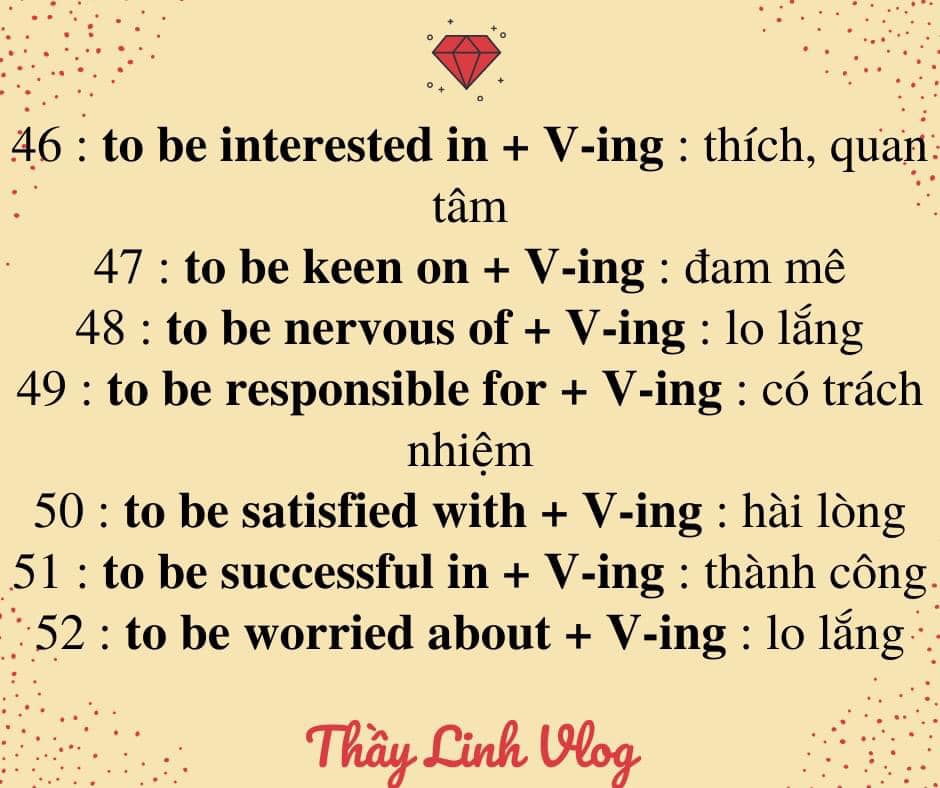 46 : to be interested in + V-ing : thích, quan
tâm
47 : to be keen on + V-ing : đam mê
48 : to be nervous of + V-ing : lo lắng
49 : to be responsible for + V-ing : có trách
nhiệm
50 : to be satisfied with + V-ing : hài lòng
51 : to be successful in + V-ing : thành công
52 : to be worried about + V-ing : lo lắng
Thầy Linh Vlog